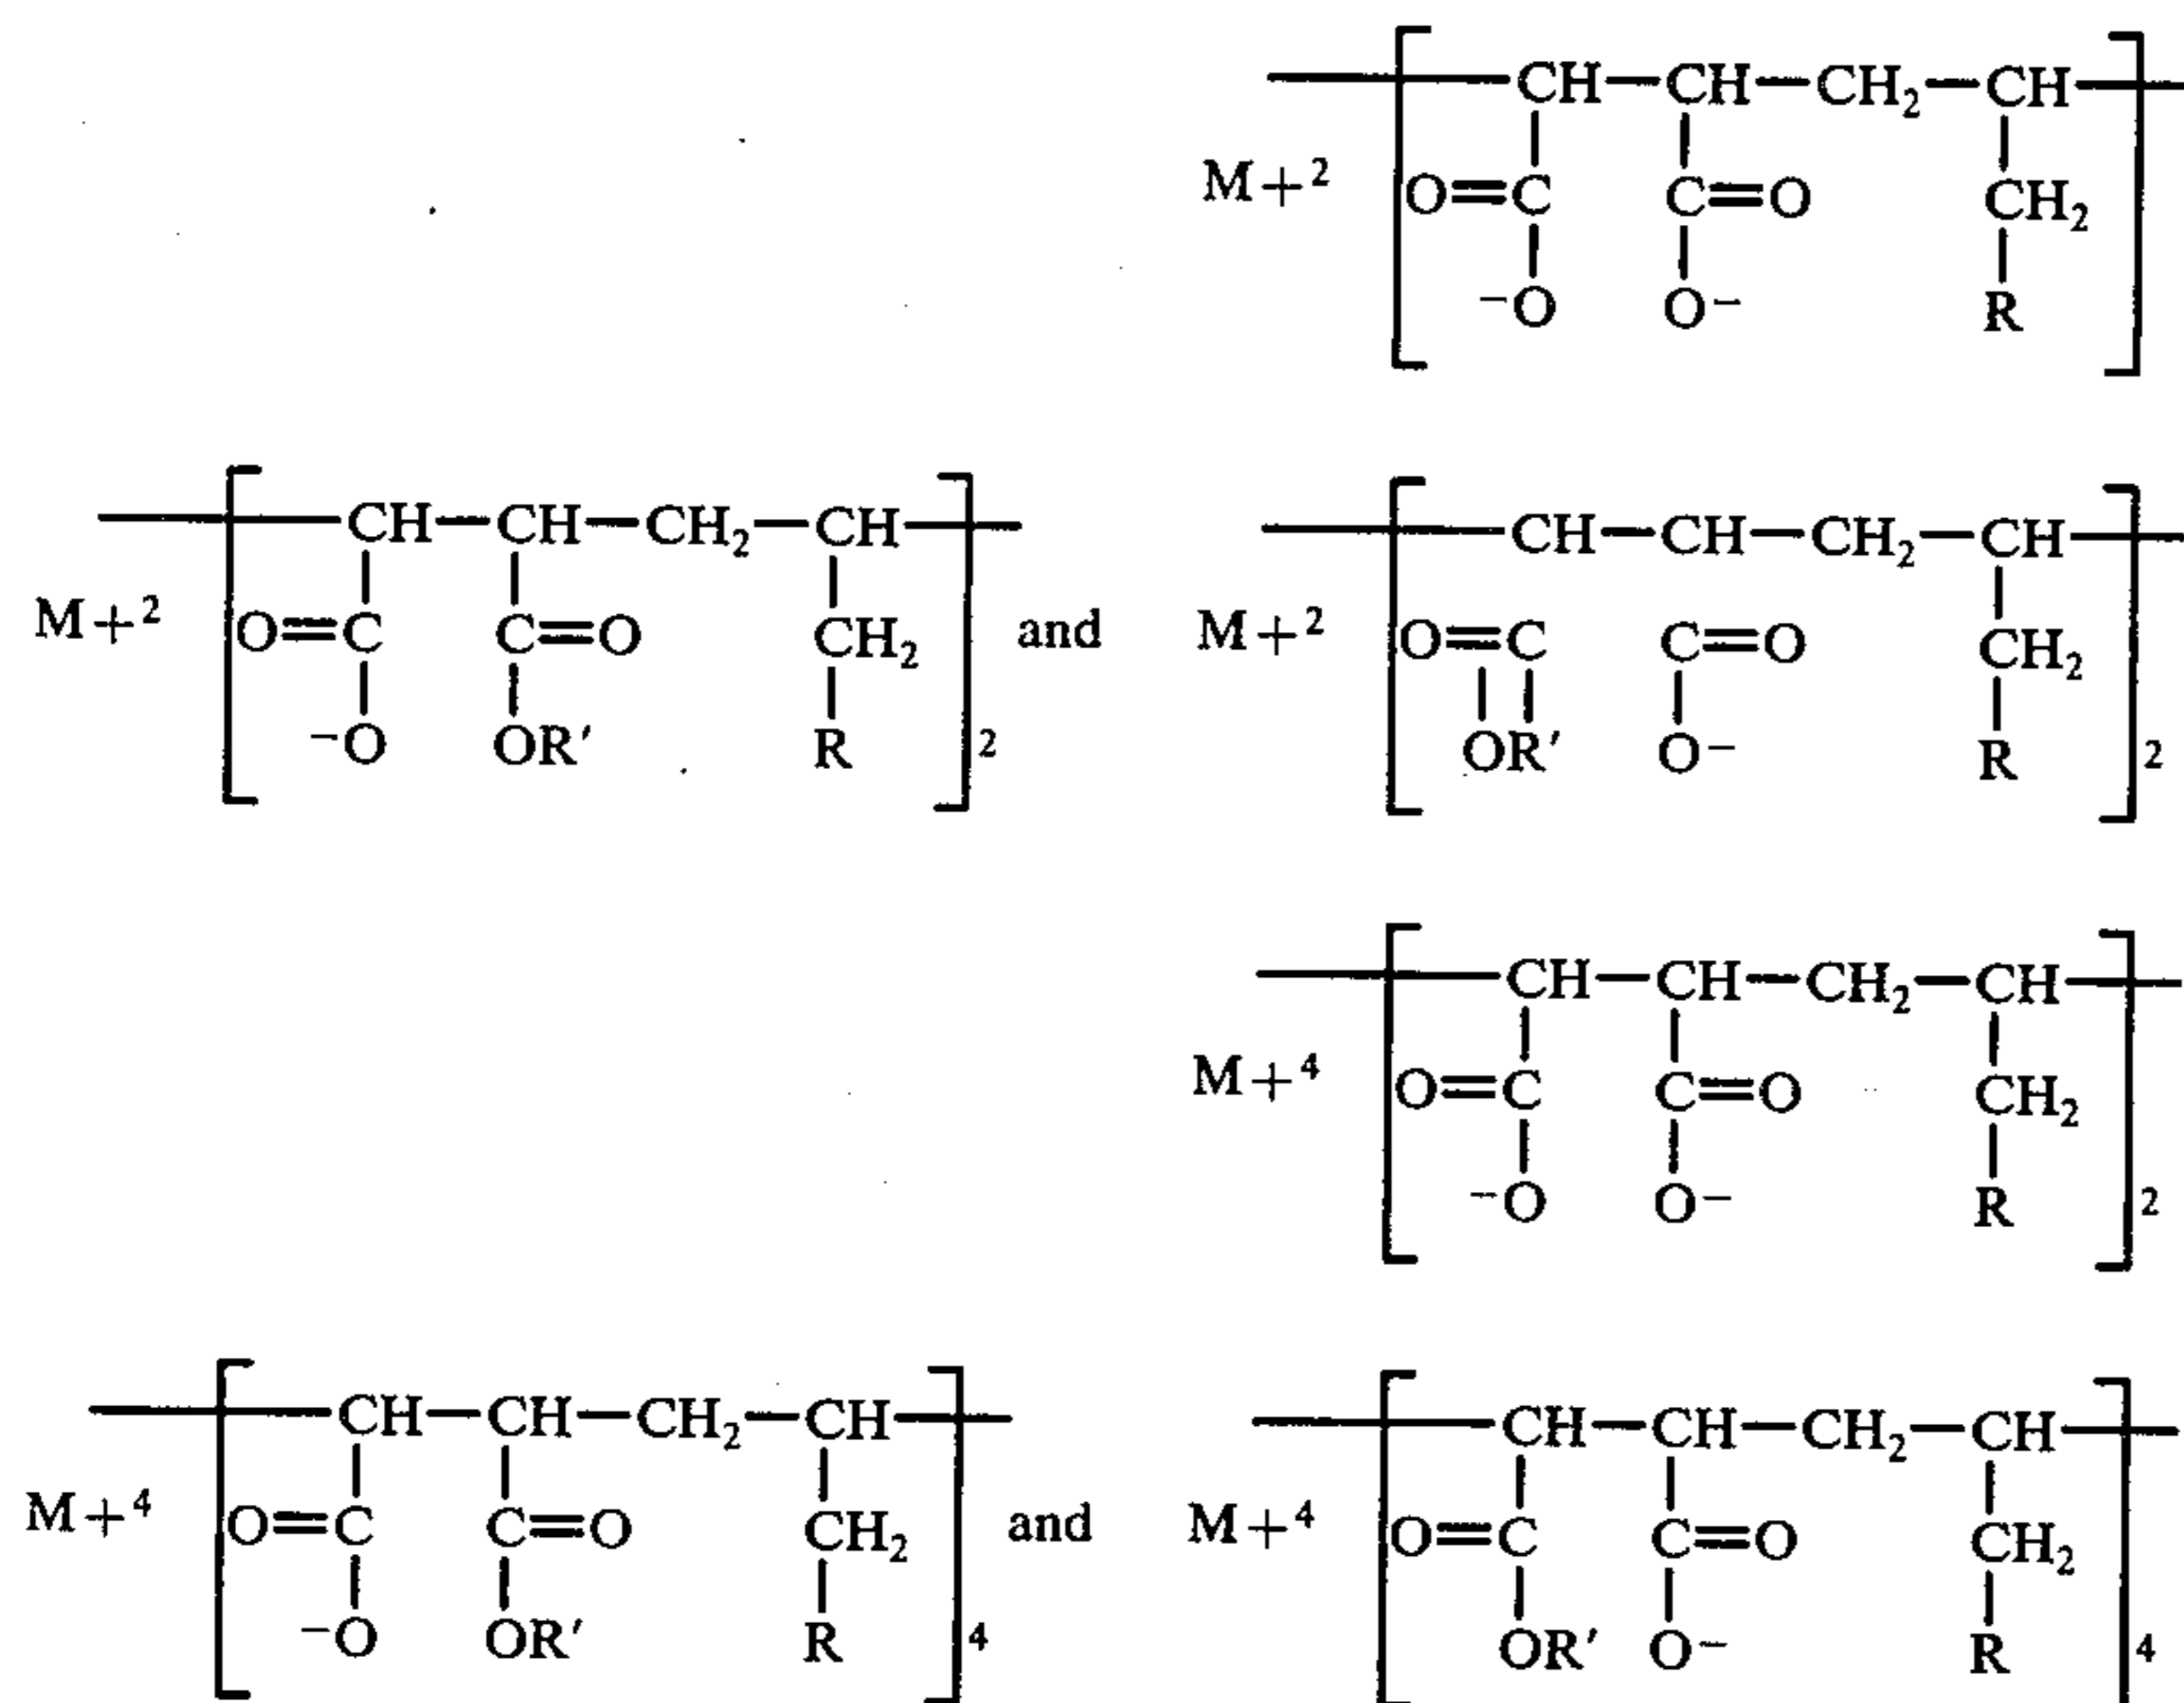 CH—CH—CH₂—CH
M+² O=C C=O CH₂
⁻O O⁻ R
CH—CH—CH₂—CH CH—CH—CH₂—CH
M+² O=C C=O CH₂ and M+² O=C C=O CH₂
⁻O OR′ R 2 OR′ O⁻ R 2
CH—CH—CH₂—CH
M+⁴ O=C C=O CH₂
⁻O O⁻ R 2
CH—CH—CH₂—CH CH—CH—CH₂—CH
M+⁴ O=C C=O CH₂ and M+⁴ O=C C=O CH₂
⁻O OR′ R 4 OR′ O⁻ R 4